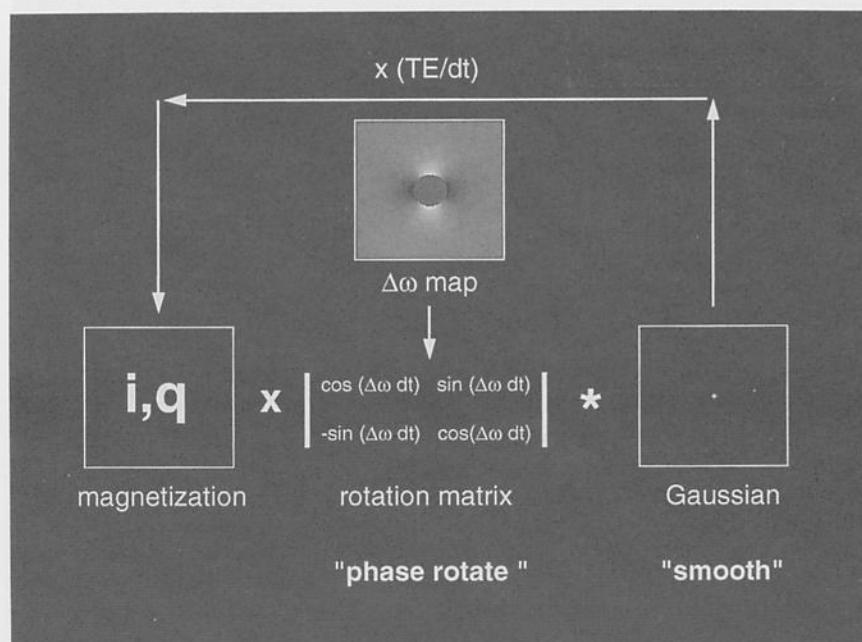 x (TE/dt)
Δω map
i,q x cos (Δω dt) sin (Δω dt) *
-sin (Δω dt) cos(Δω dt)
magnetization rotation matrix Gaussian
"phase rotate " "smooth"